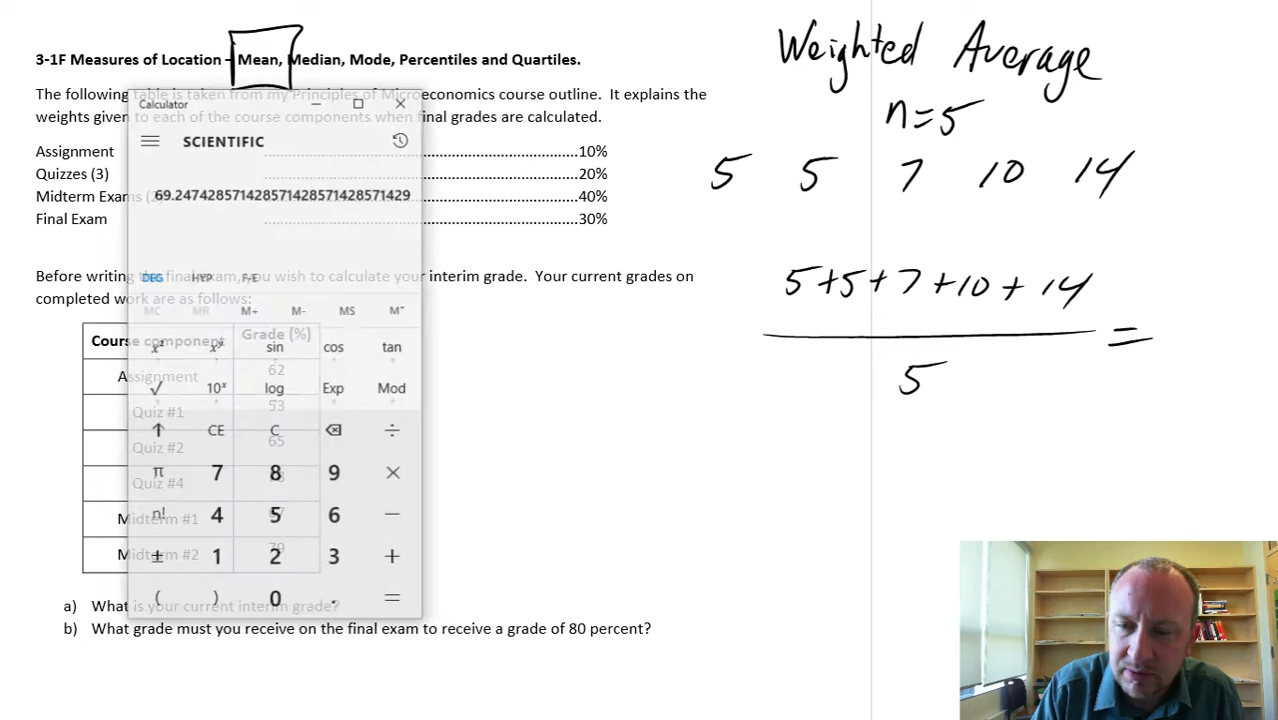 3-1F Measures of Location – Mean, Median, Mode, Percentiles and Quartiles.
The following table is taken from my Principles of Microeconomics course outline. It explains the
weights given to each of the course components when final grades are calculated.
Assignment ........ 10%
Quizzes (3) ........ 20%
Midterm Exams (2) ........ 40%
Final Exam ........ 30%
Before writing the final exam, you wish to calculate your interim grade. Your current grades on
completed work are as follows:
Course component Grade (%)
Assignment 62
Quiz #1 53
Quiz #2 65
Quiz #4
Midterm #1
Midterm #2
a) What is your current interim grade?
b) What grade must you receive on the final exam to receive a grade of 80 percent?
Calculator
SCIENTIFIC
69.247428571428571428571428571429
DEG HYP F-E
MC MR M+ M- MS M˅
x² xʸ sin cos tan
√ 10ˣ log Exp Mod
↑ CE C ⌫ ÷
π 7 8 9 ×
n! 4 5 6 −
± 1 2 3 +
( ) 0 . =
Weighted Average
n=5
5 5 7 10 14
5+5+7+10+14
=
5